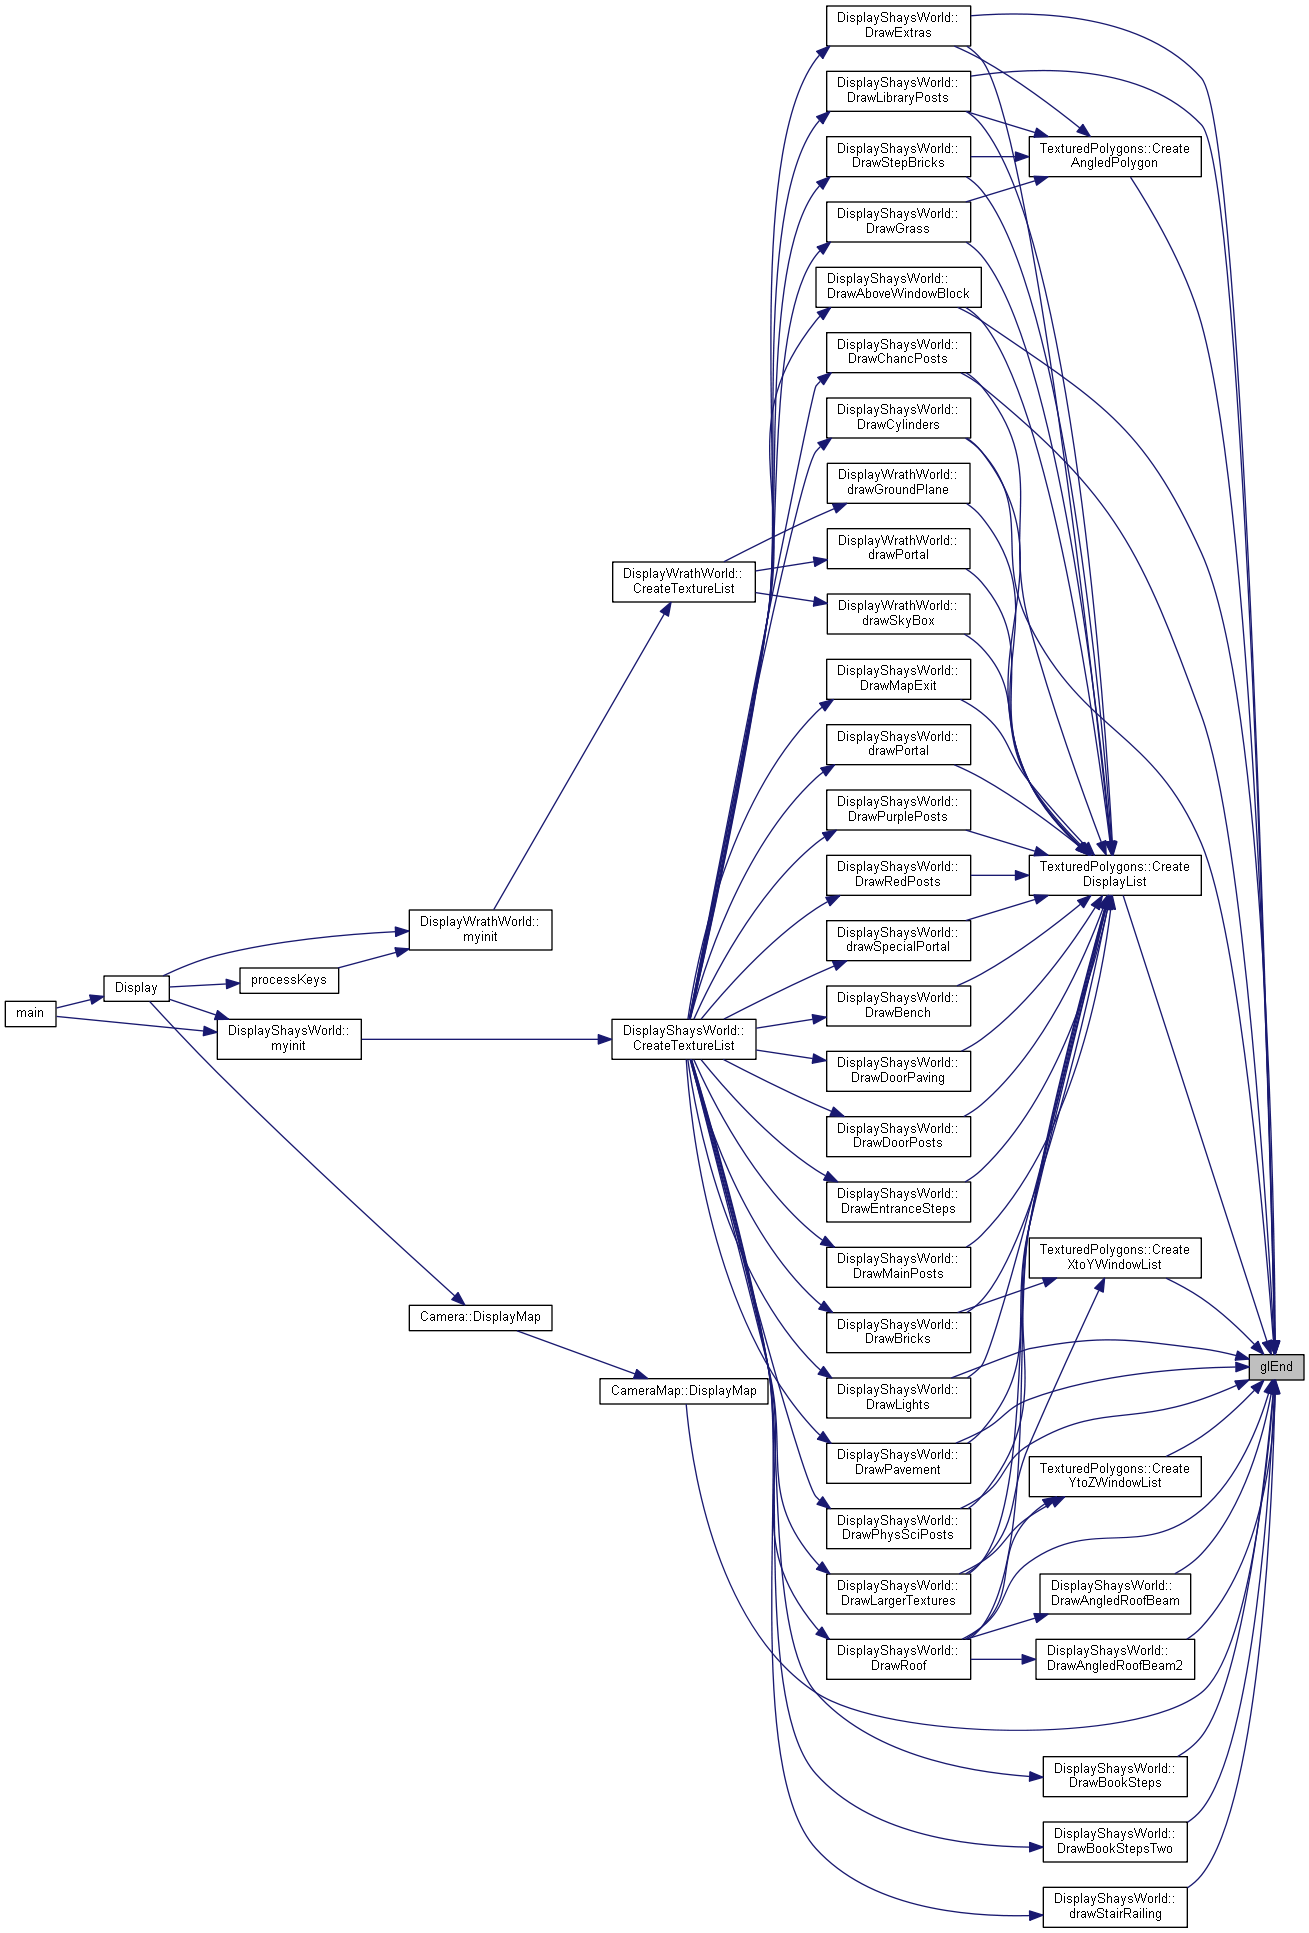 DisplayShaysWorld::
DrawExtras
DisplayShaysWorld::
DrawLibraryPosts
DisplayShaysWorld::
DrawStepBricks
TexturedPolygons::Create
AngledPolygon
DisplayShaysWorld::
DrawGrass
DisplayShaysWorld::
DrawAboveWindowBlock
DisplayShaysWorld::
DrawChancPosts
DisplayShaysWorld::
DrawCylinders
DisplayWrathWorld::
drawGroundPlane
DisplayWrathWorld::
drawPortal
DisplayWrathWorld::
CreateTextureList
DisplayWrathWorld::
drawSkyBox
DisplayShaysWorld::
DrawMapExit
DisplayShaysWorld::
drawPortal
DisplayShaysWorld::
DrawPurplePosts
DisplayShaysWorld::
DrawRedPosts
TexturedPolygons::Create
DisplayList
DisplayWrathWorld::
myinit
DisplayShaysWorld::
drawSpecialPortal
processKeys
Display
main
DisplayShaysWorld::
DrawBench
DisplayShaysWorld::
myinit
DisplayShaysWorld::
CreateTextureList
DisplayShaysWorld::
DrawDoorPaving
DisplayShaysWorld::
DrawDoorPosts
DisplayShaysWorld::
DrawEntranceSteps
DisplayShaysWorld::
DrawMainPosts
TexturedPolygons::Create
XtoYWindowList
Camera::DisplayMap
DisplayShaysWorld::
DrawBricks
glEnd
CameraMap::DisplayMap
DisplayShaysWorld::
DrawLights
DisplayShaysWorld::
DrawPavement
TexturedPolygons::Create
YtoZWindowList
DisplayShaysWorld::
DrawPhysSciPosts
DisplayShaysWorld::
DrawLargerTextures
DisplayShaysWorld::
DrawAngledRoofBeam
DisplayShaysWorld::
DrawRoof
DisplayShaysWorld::
DrawAngledRoofBeam2
DisplayShaysWorld::
DrawBookSteps
DisplayShaysWorld::
DrawBookStepsTwo
DisplayShaysWorld::
drawStairRailing